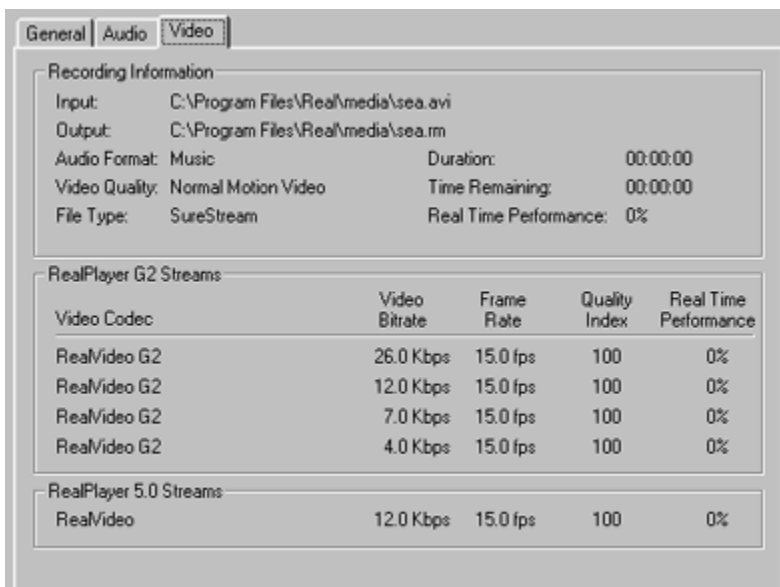 General Audio Video
Recording Information
Input: C:\Program Files\Real\media\sea.avi
Output: C:\Program Files\Real\media\sea.rm
Audio Format: Music Duration: 00:00:00
Video Quality: Normal Motion Video Time Remaining: 00:00:00
File Type: SureStream Real Time Performance: 0%
RealPlayer G2 Streams
Video Codec Video Bitrate Frame Rate Quality Index Real Time Performance
RealVideo G2 26.0 Kbps 15.0 fps 100 0%
RealVideo G2 12.0 Kbps 15.0 fps 100 0%
RealVideo G2 7.0 Kbps 15.0 fps 100 0%
RealVideo G2 4.0 Kbps 15.0 fps 100 0%
RealPlayer 5.0 Streams
RealVideo 12.0 Kbps 15.0 fps 100 0%